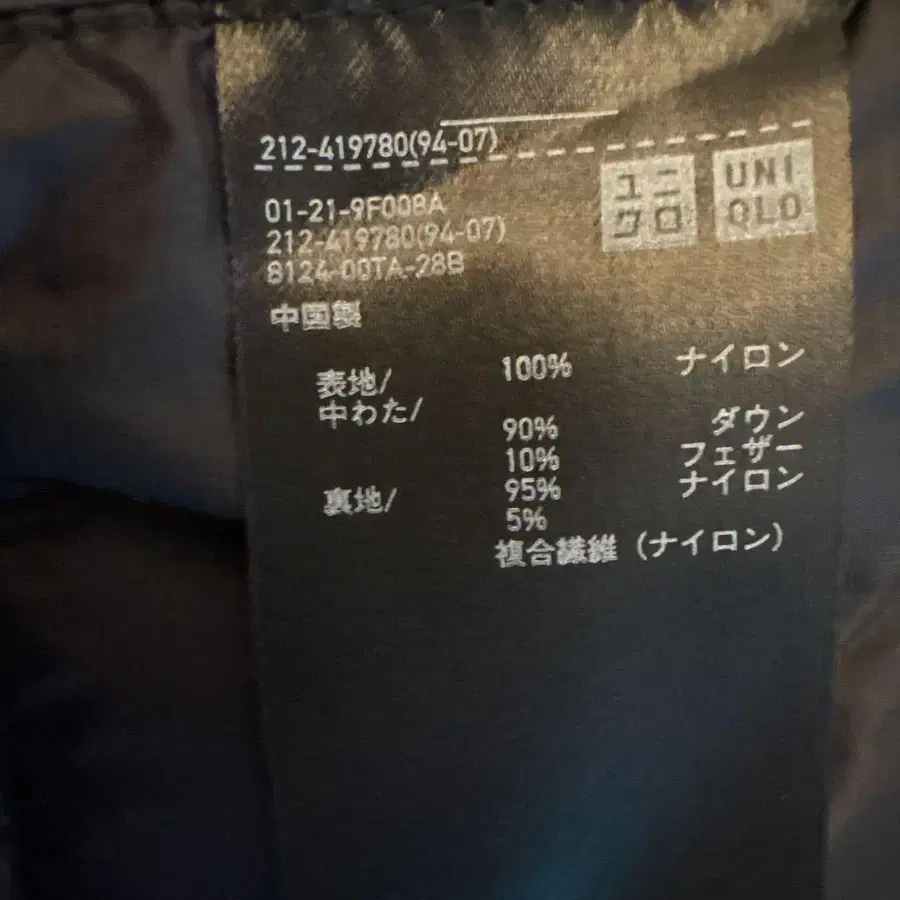 212-419780(94-07)
ユニクロ
UNIQLO
01-21-9F008A
212-419780(94-07)
8124-00TA-28B
中国製
表地/ 100% ナイロン
中わた/ 90% ダウン
10% フェザー
裏地/ 95% ナイロン
5%
複合繊維（ナイロン）